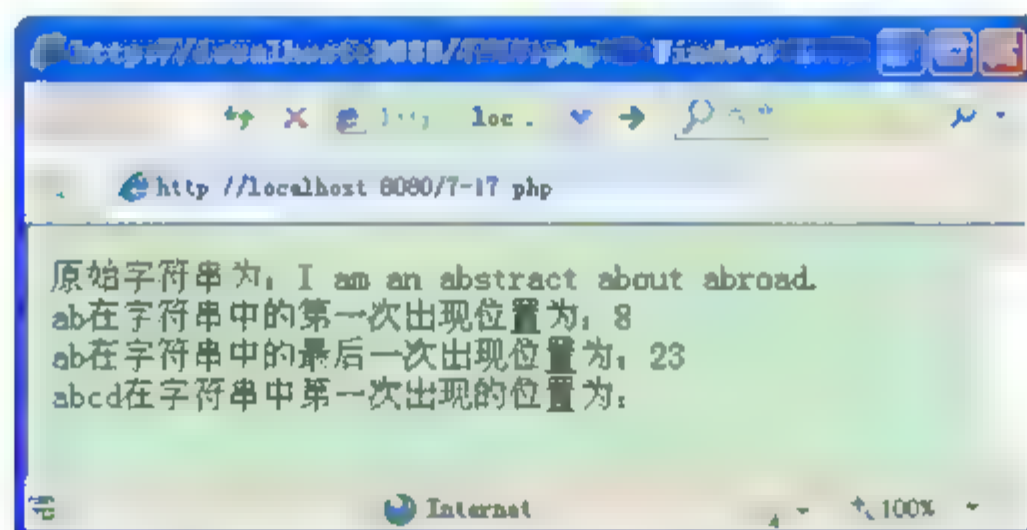 loc.
http //localhost 8080/7-17 php
原始字符串为：I am an abstract about abroad.
ab在字符串中的第一次出现位置为：8
ab在字符串中的最后一次出现位置为：23
abcd在字符串中第一次出现的位置为：
Internet
100%